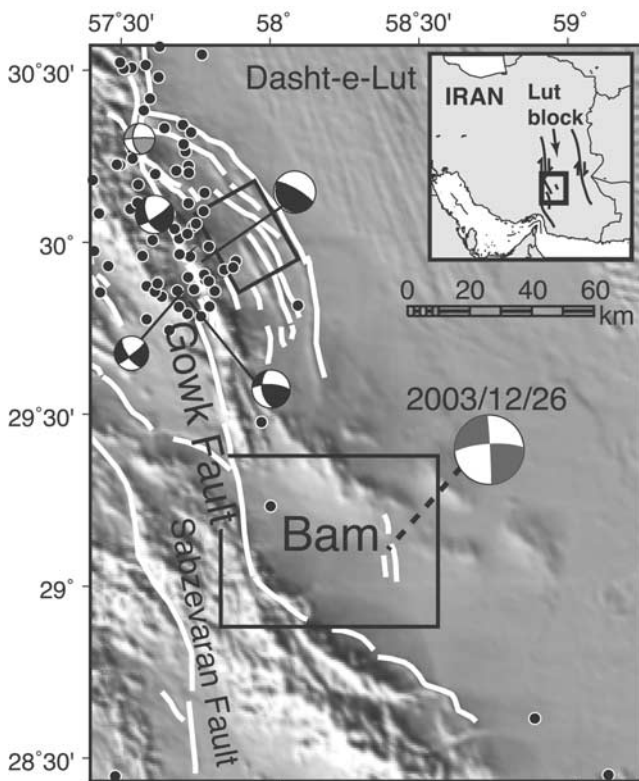 57˚30' 58˚ 58˚30' 59˚
30˚30'
30˚
29˚30'
29˚
28˚30'
Dasht-e-Lut
IRAN
Lut
block
0 20 40 60
km
2003/12/26
Gowk Fault
Bam
Sabzevaran Fault